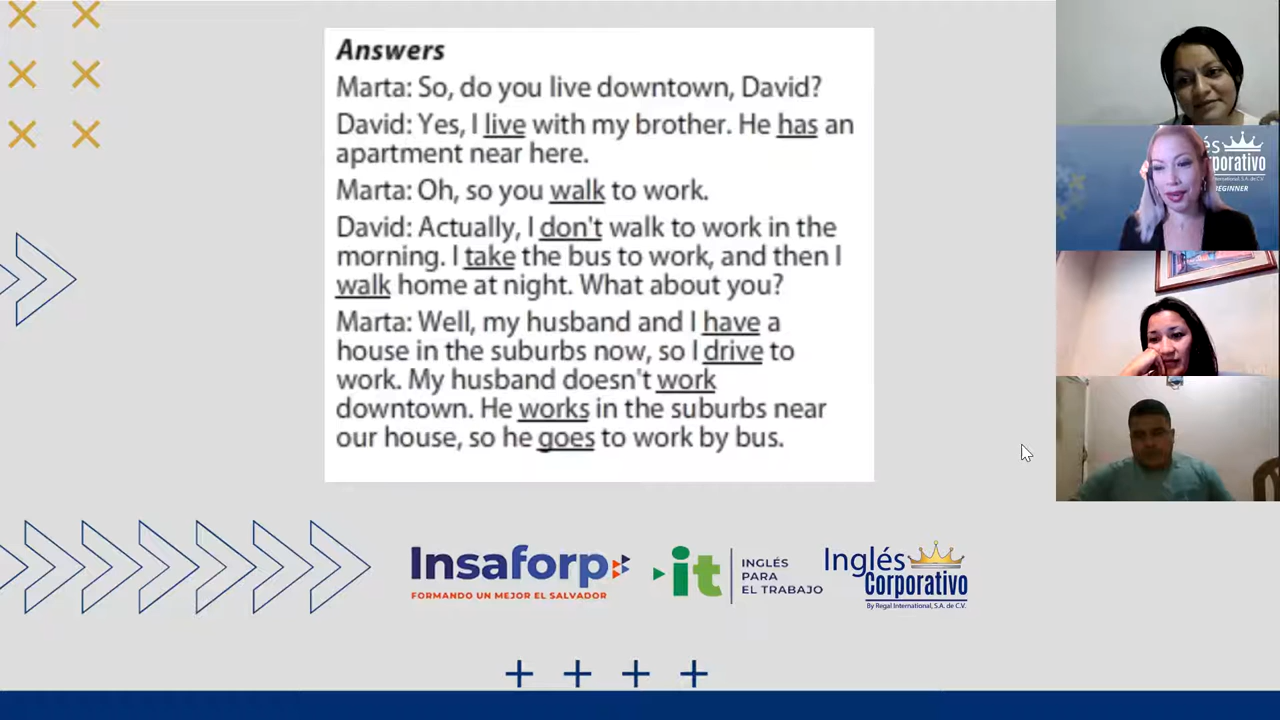 Answers
Marta: So, do you live downtown, David?
David: Yes, I live with my brother. He has an
apartment near here.
Marta: Oh, so you walk to work.
David: Actually, I don't walk to work in the
morning. I take the bus to work, and then I
walk home at night. What about you?
Marta: Well, my husband and I have a
house in the suburbs now, so I drive to
work. My husband doesn't work
downtown. He works in the suburbs near
our house, so he goes to work by bus.
és
rporativo
EGINNER
Insaforp
FORMANDO UN MEJOR EL SALVADOR
it
INGLÉS
PARA
EL TRABAJO
Inglés
Corporativo
By Regal International, S.A. de C.V.